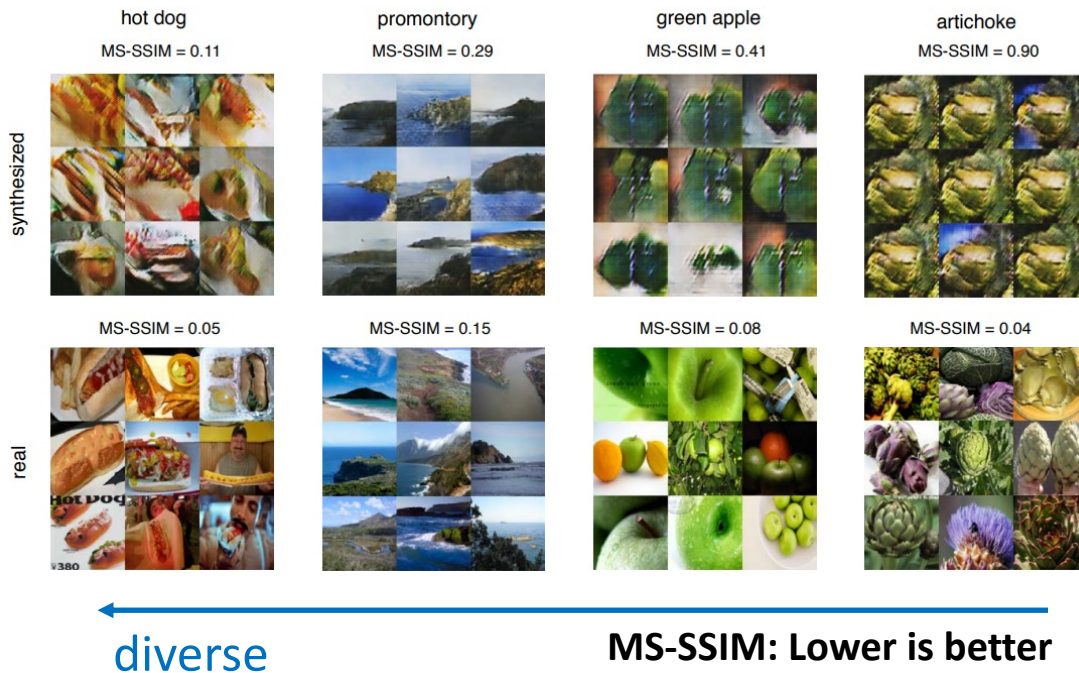 hot dog
promontory
green apple
artichoke
MS-SSIM = 0.11
MS-SSIM = 0.29
MS-SSIM = 0.41
MS-SSIM = 0.90
synthesized
MS-SSIM = 0.05
MS-SSIM = 0.15
MS-SSIM = 0.08
MS-SSIM = 0.04
real
Hot Dog
¥380
diverse
MS-SSIM: Lower is better